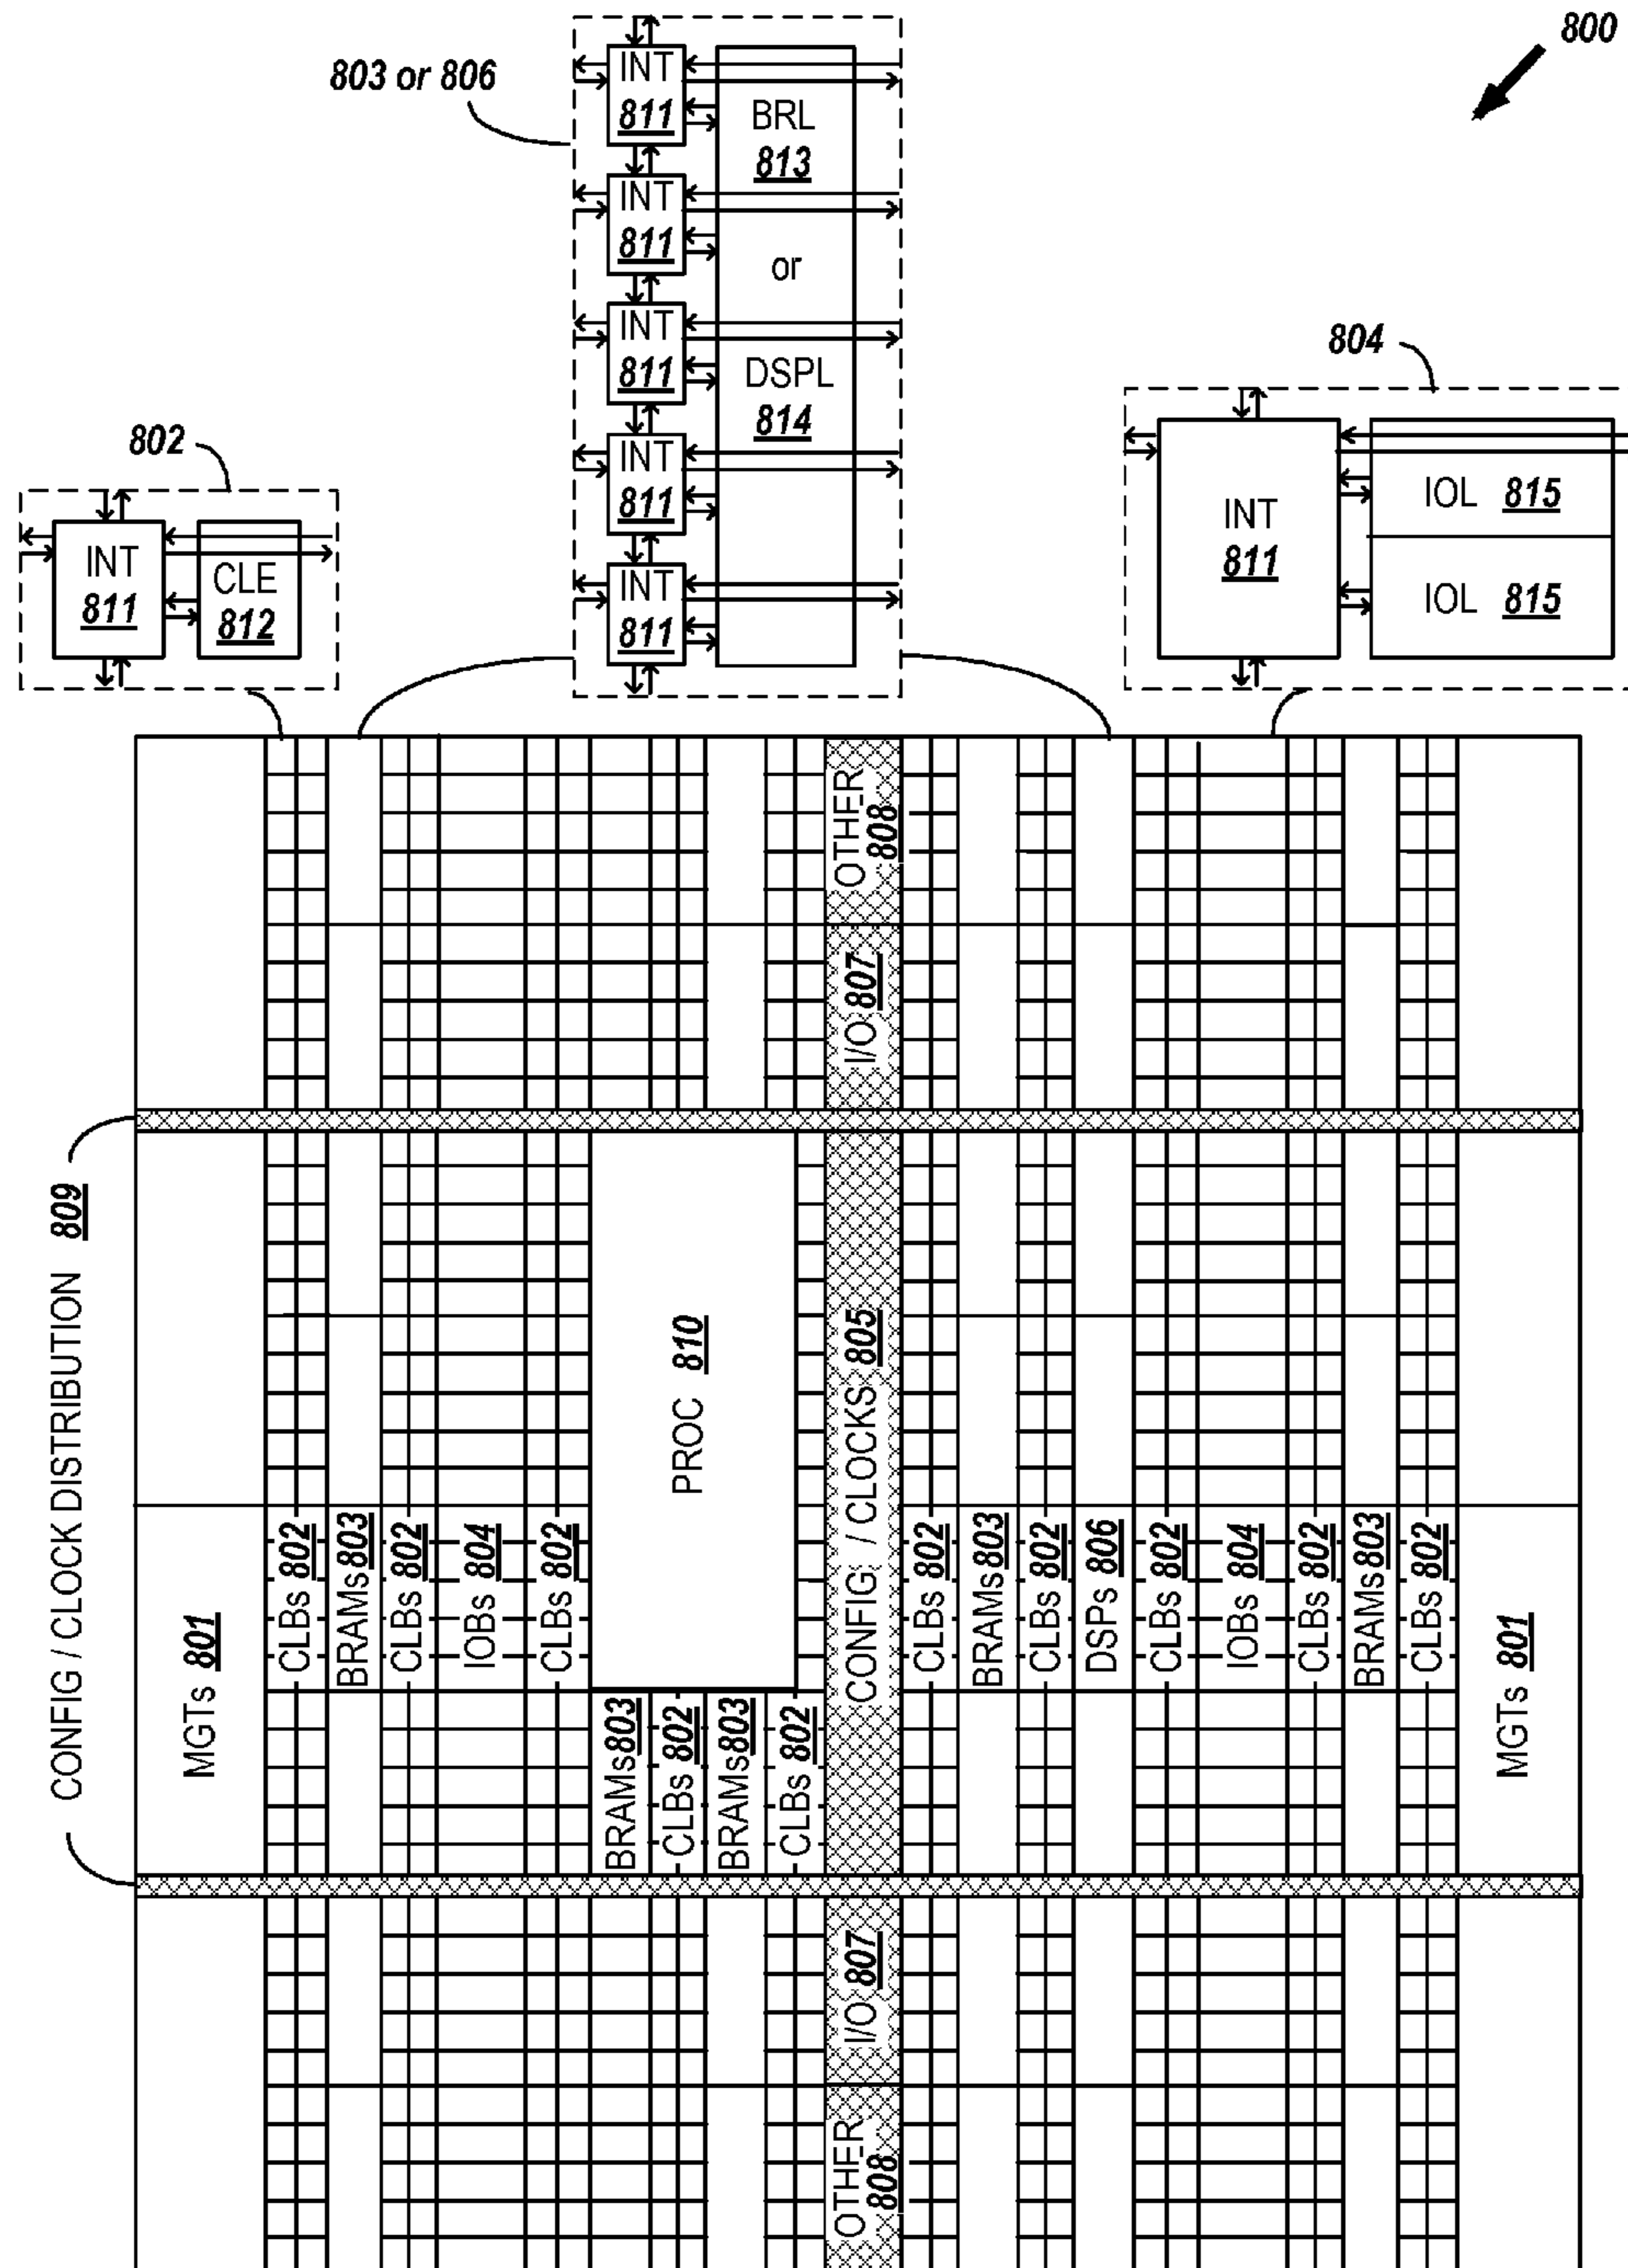 800
803 or 806
INT
811
INT
811
INT
811
INT
811
INT
811
BRL
813
or
DSPL
814
804
INT
811
IOL 815
IOL 815
802
INT
811
CLE
812
OTHER
808
I/O 807
CONFIG / CLOCK DISTRIBUTION 809
PROC 810
CONFIG / CLOCKS 805
MGTs 801
CLBs 802
BRAMs 803
CLBs 802
IOBs 804
CLBs 802
BRAMs 803
CLBs 802
BRAMs 803
CLBs 802
CLBs 802
BRAMs 803
CLBs 802
DSPs 806
CLBs 802
IOBs 804
CLBs 802
BRAMs 803
CLBs 802
MGTs 801
I/O 807
OTHER
808